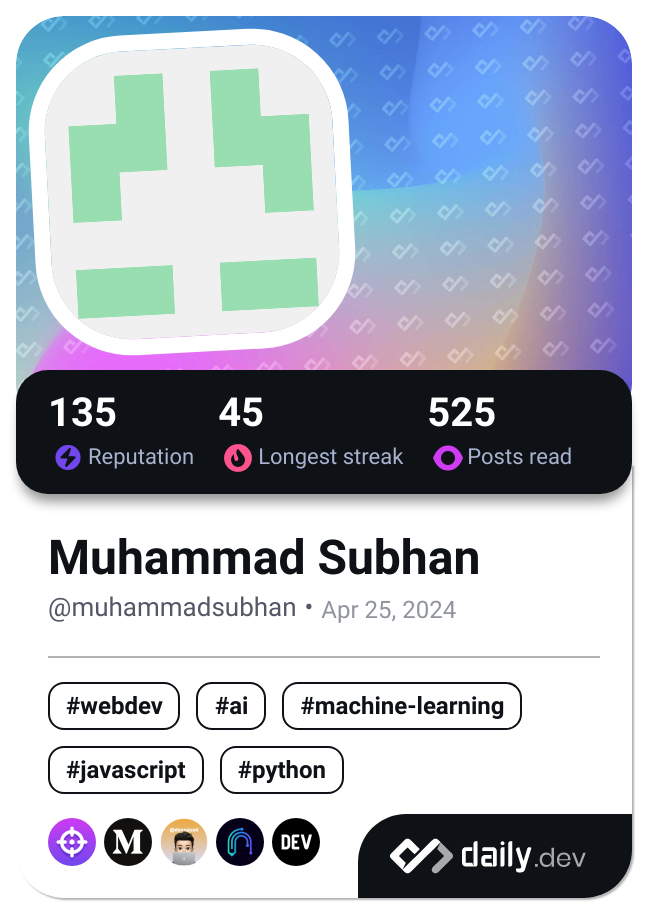 135 45 525
Reputation Longest streak Posts read
Muhammad Subhan
@muhammadsubhan • Apr 25, 2024
#webdev #ai #machine-learning
#javascript #python
M DEV
daily.dev